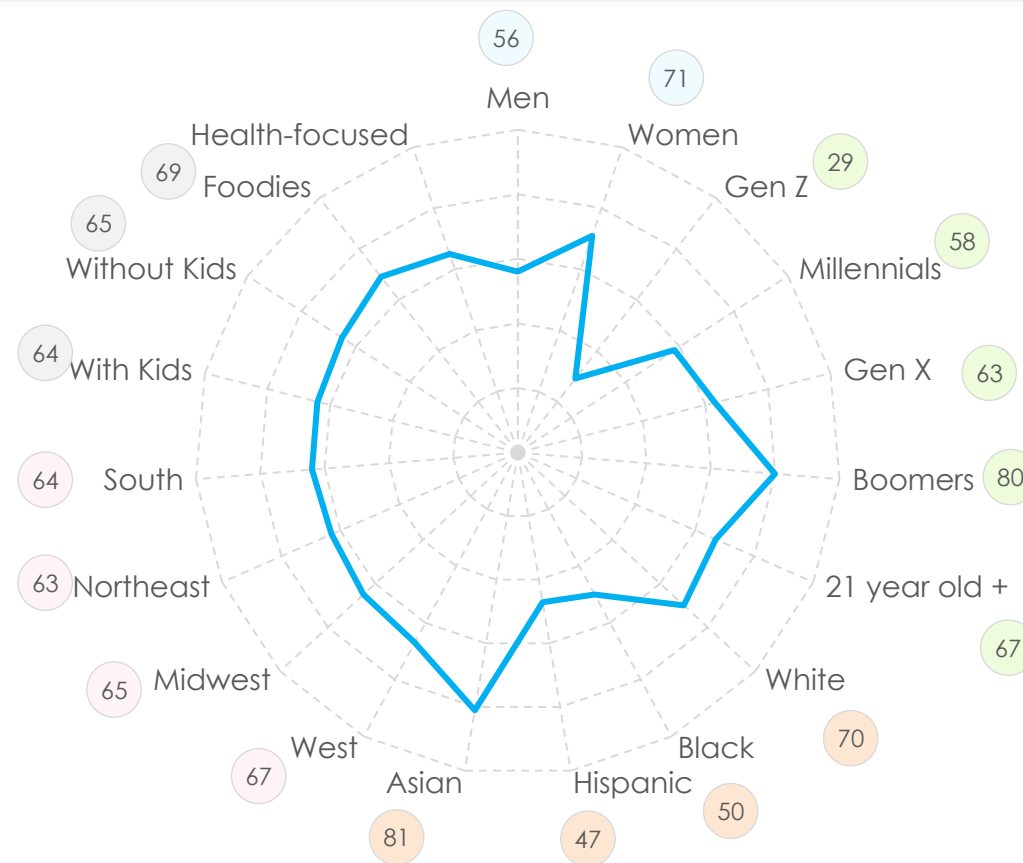 56
Men
71
Women
29
Gen Z
58
Millennials
63
Gen X
80
Boomers
21 year old +
67
White
70
Black
50
Hispanic
47
Asian
81
West
67
Midwest
65
Northeast
63
South
64
With Kids
64
Without Kids
65
Foodies
69
Health-focused